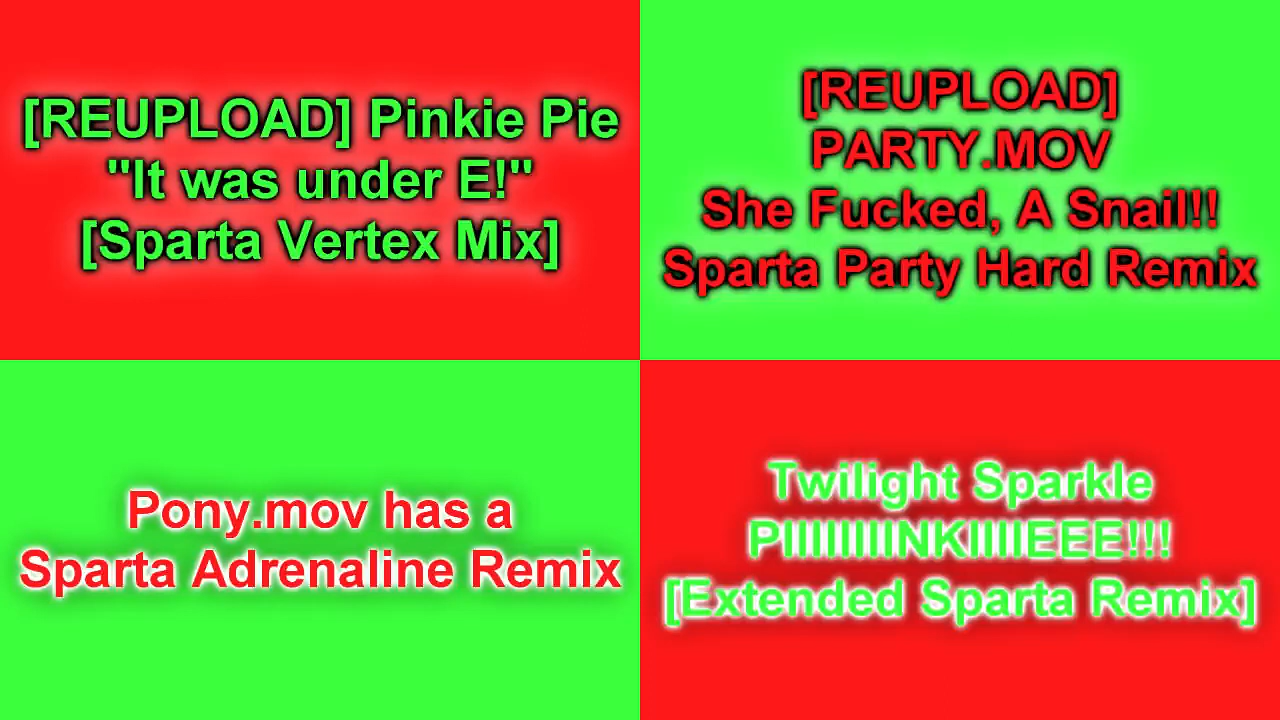 [REUPLOAD] Pinkie Pie
"It was under E!"
[Sparta Vertex Mix]
[REUPLOAD]
PARTY.MOV
She Fucked, A Snail!!
Sparta Party Hard Remix
Pony.mov has a
Sparta Adrenaline Remix
Twilight Sparkle
PIIIIIIIINKIIIIEEE!!!
[Extended Sparta Remix]